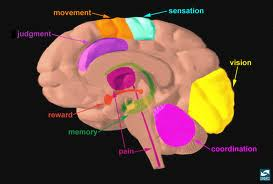 movement
sensation
judgment
vision
reward
memory
pain
coordination